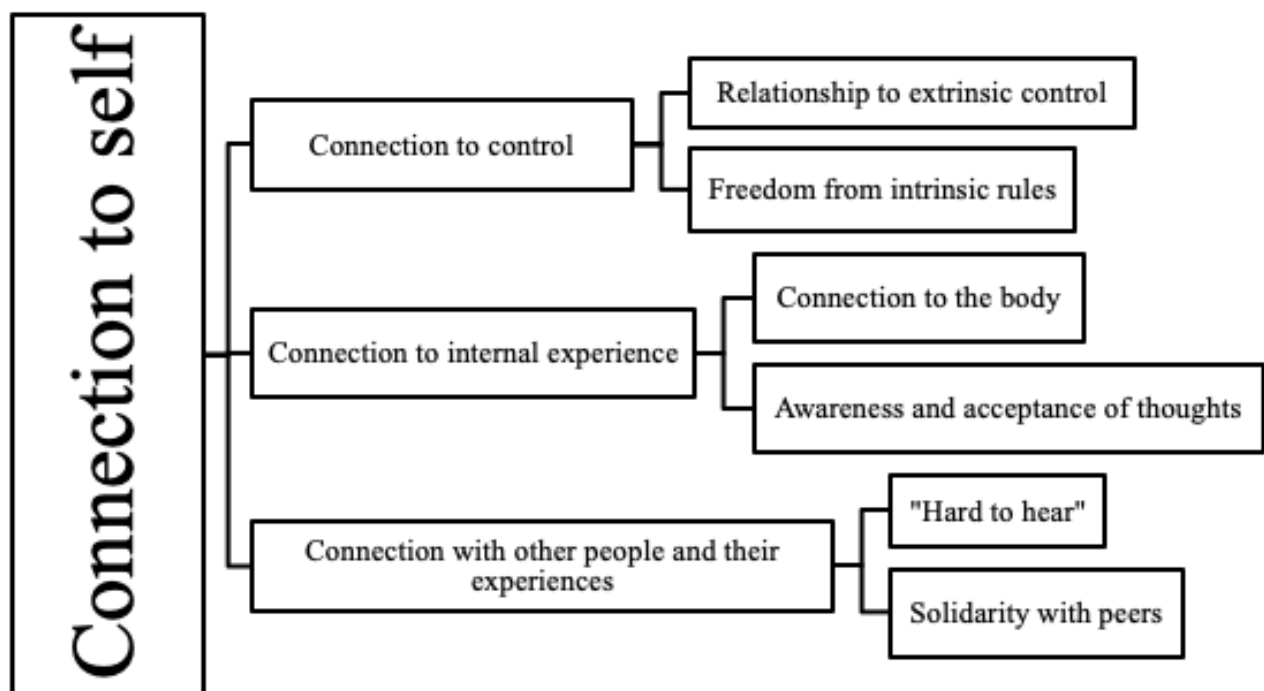 Connection to self
Connection to control
Relationship to extrinsic control
Freedom from intrinsic rules
Connection to internal experience
Connection to the body
Awareness and acceptance of thoughts
Connection with other people and their
experiences
"Hard to hear"
Solidarity with peers